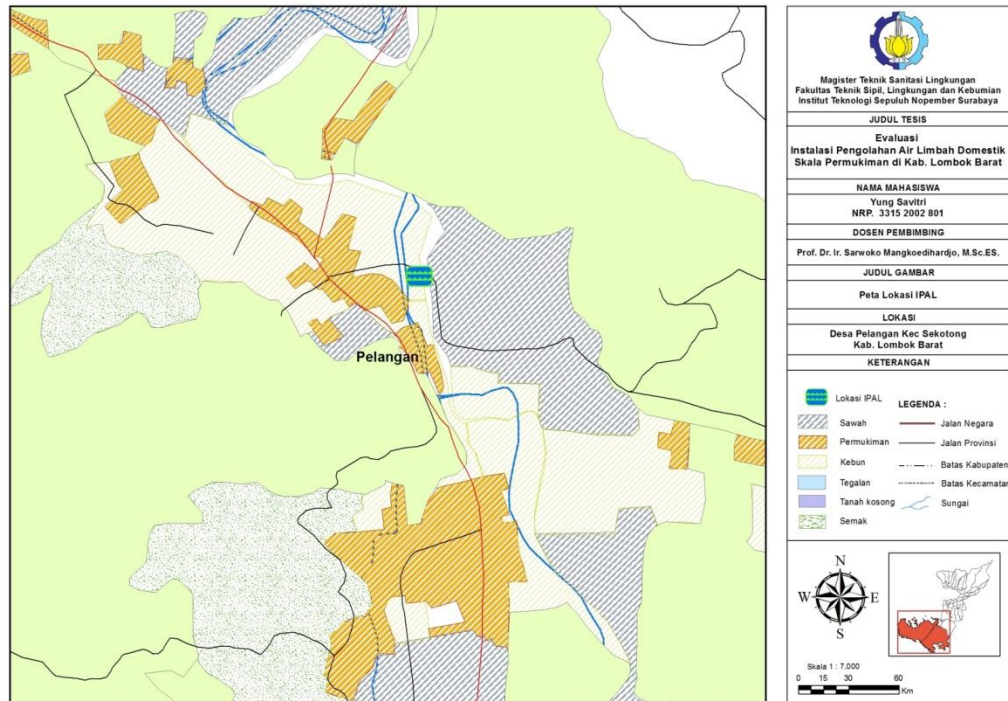 Pelangan
Magister Teknik Sanitasi Lingkungan
Fakultas Teknik Sipil, Lingkungan dan Kebumian
Institut Teknologi Sepuluh Nopember Surabaya
JUDUL TESIS
Evaluasi
Instalasi Pengolahan Air Limbah Domestik
Skala Permukiman di Kab. Lombok Barat
NAMA MAHASISWA
Yung Savitri
NRP. 3315 2002 801
DOSEN PEMBIMBING
Prof. Dr. Ir. Sarwoko Mangkoedihardjo, M.Sc.ES.
JUDUL GAMBAR
Peta Lokasi IPAL
LOKASI
Desa Pelangan Kec Sekotong
Kab. Lombok Barat
KETERANGAN
Lokasi IPAL
Sawah
Permukiman
Kebun
Tegalan
Tanah kosong
Semak
LEGENDA :
Jalan Negara
Jalan Provinsi
Batas Kabupaten
Batas Kecamatan
Sungai
N
W E
S
Skala 1 : 7,000
0 15 30 60
Km